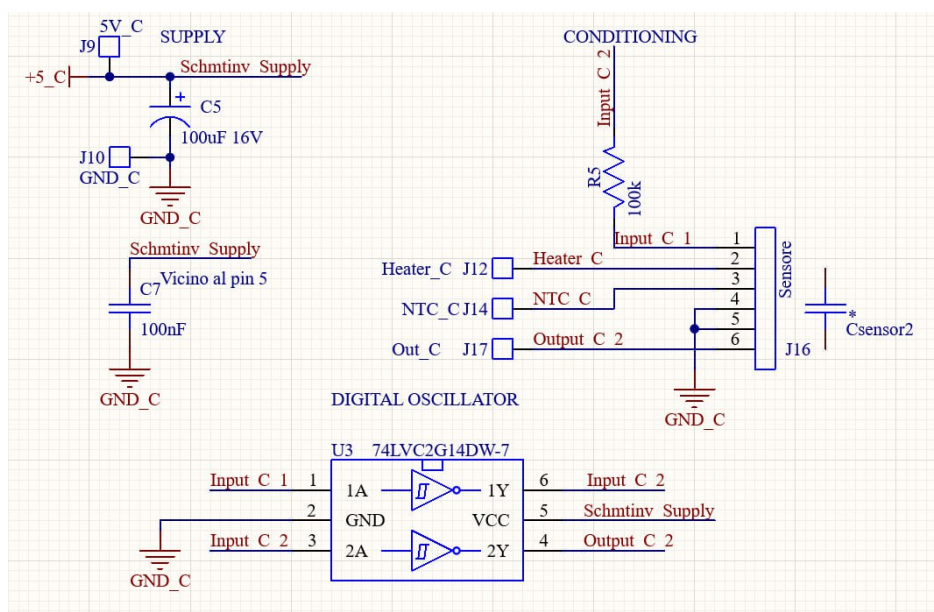 SUPPLY
5V_C
J9
+5_C
Schmtinv_Supply
C5
100uF 16V
J10
GND_C
GND_C
Schmtinv_Supply
Vicino al pin 5
C7
100nF
GND_C
CONDITIONING
Input_C_2
R5
100k
Input_C_1
1
Heater_C J12
Heater_C
2
3
NTC_C J14
NTC_C
4
5
Out_C J17
Output_C_2
6
Sensore
J16
*
Csensor2
GND_C
DIGITAL OSCILLATOR
U3 74LVC2G14DW-7
Input_C_1 1 1A 1Y 6 Input_C_2
2 GND VCC 5 Schmtinv_Supply
Input_C_2 3 2A 2Y 4 Output_C_2
GND_C